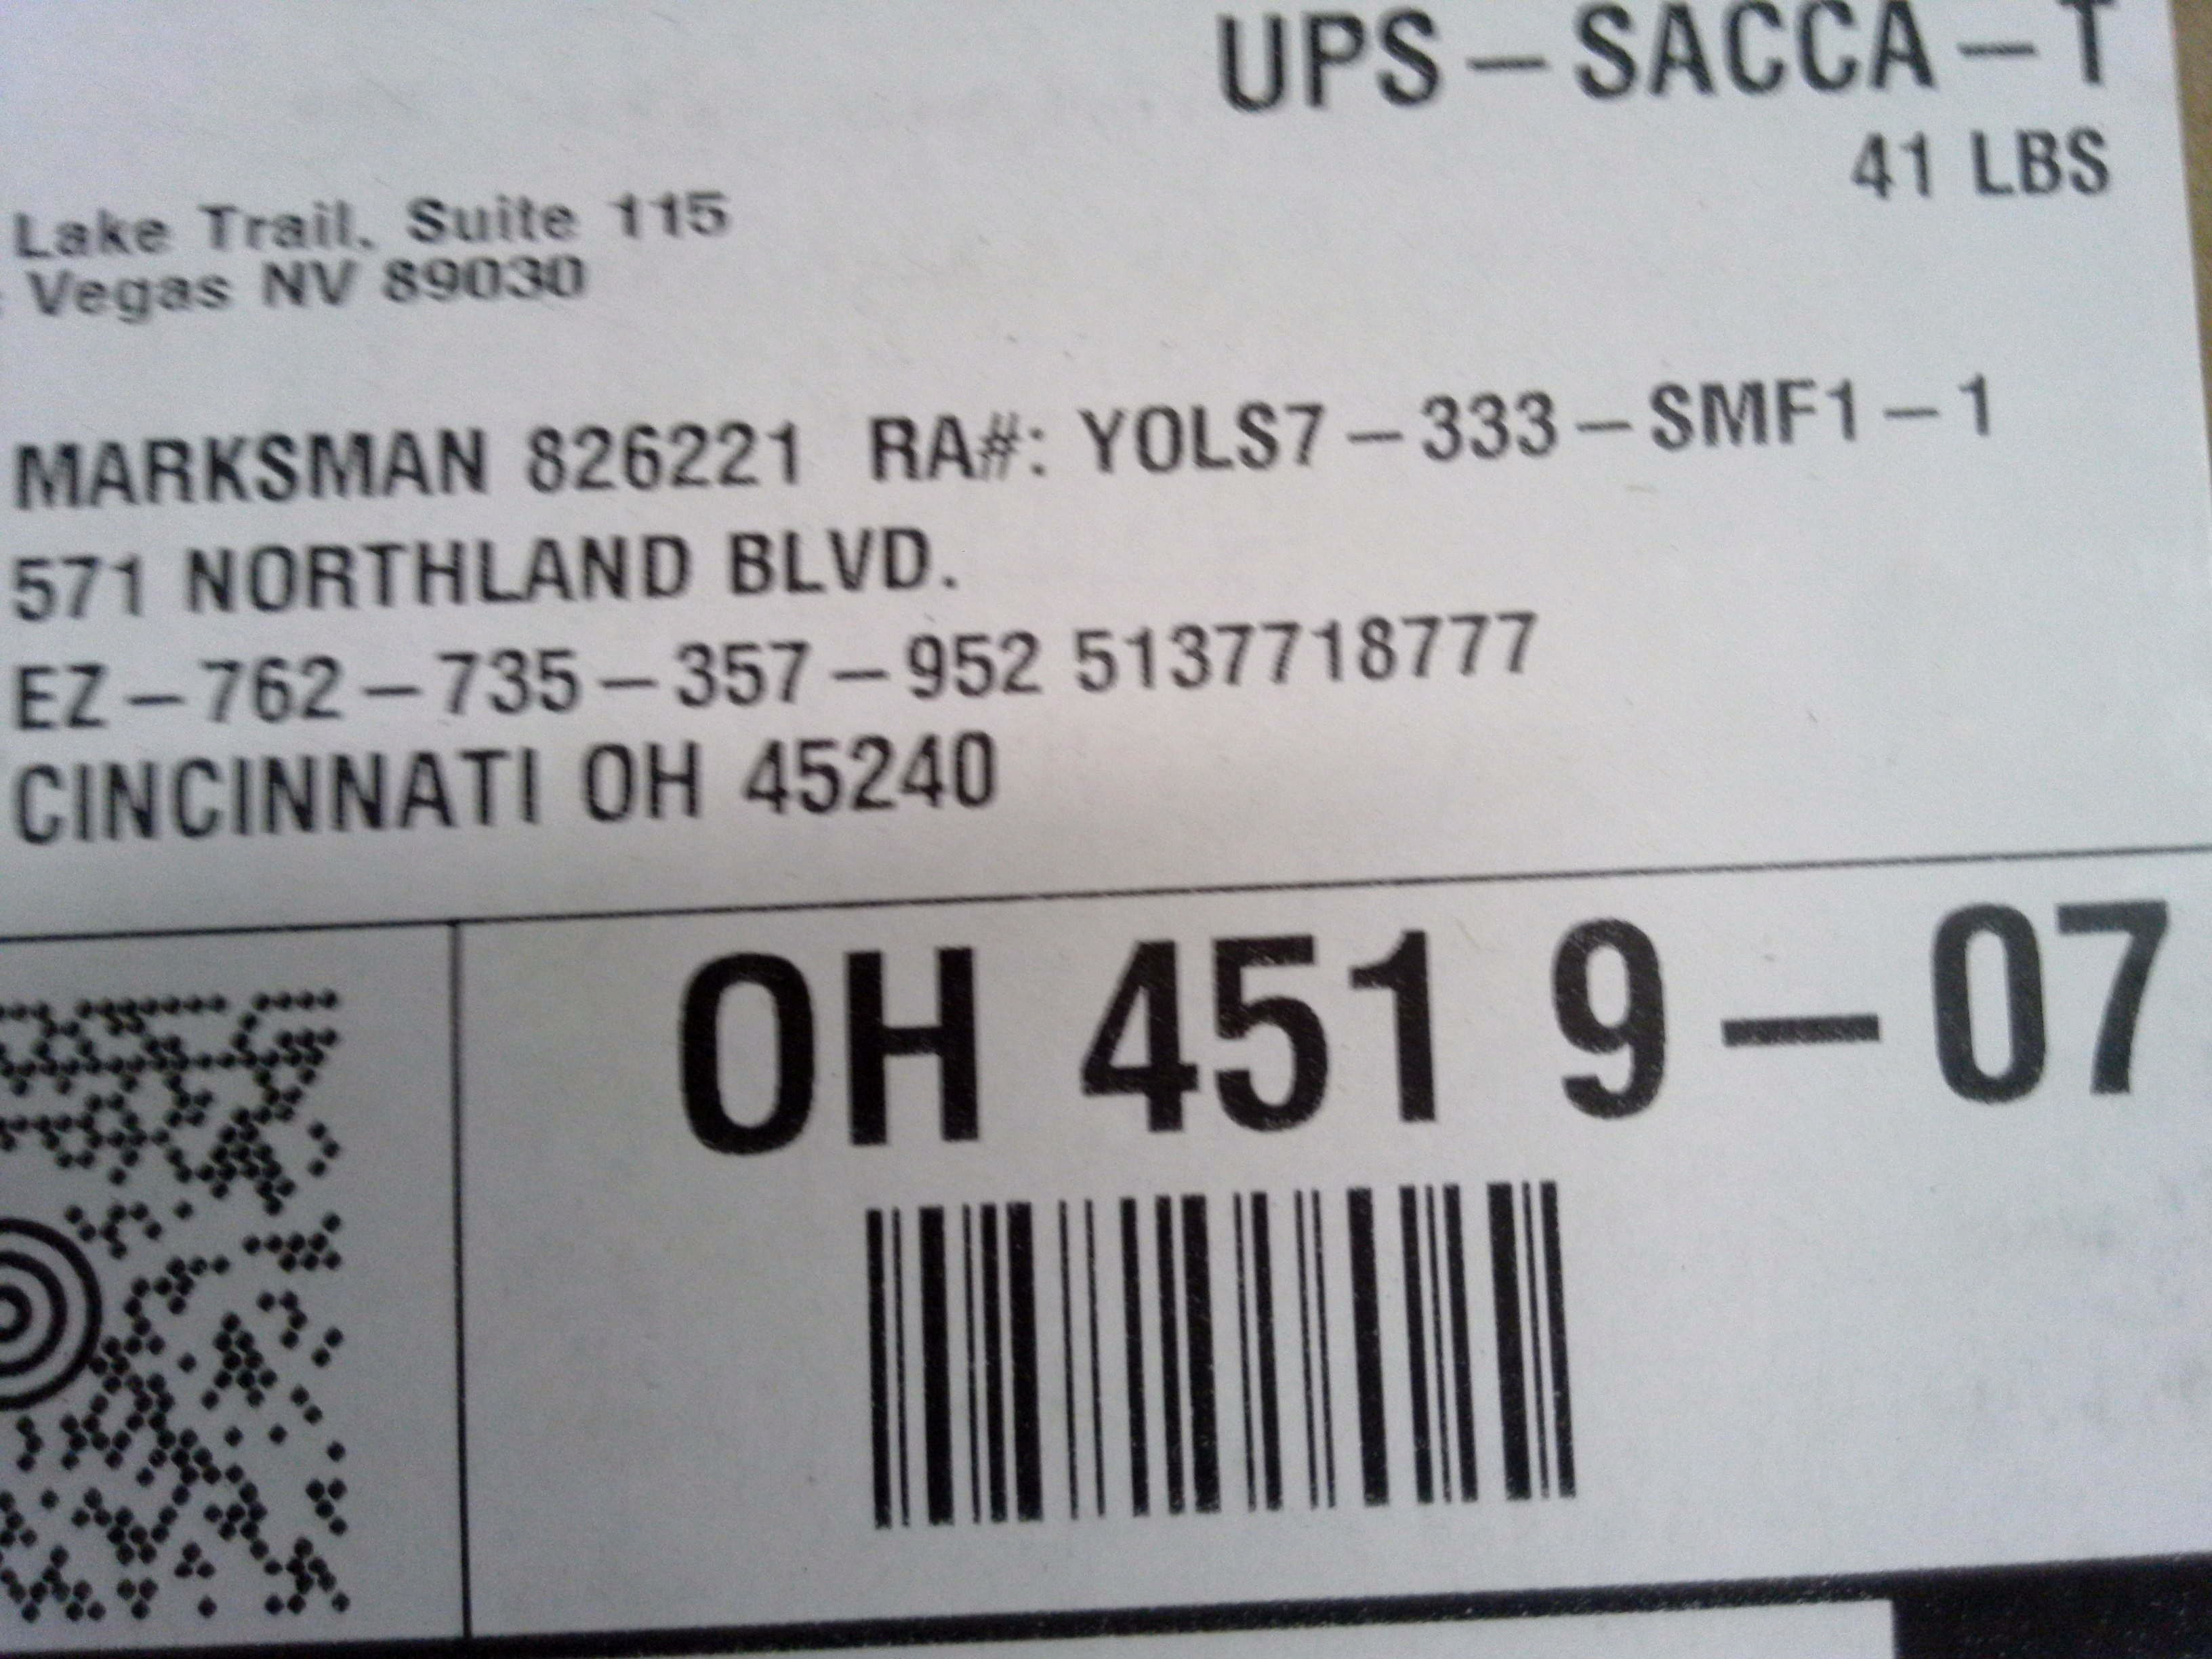 UPS-SACCA-T
41 LBS
Lake Trail, Suite 115
Vegas NV 89030
MARKSMAN 826221 RA#: YOLS7-333-SMF1-1
571 NORTHLAND BLVD.
EZ-762-735-357-952 5137718777
CINCINNATI OH 45240
OH 451 9-07